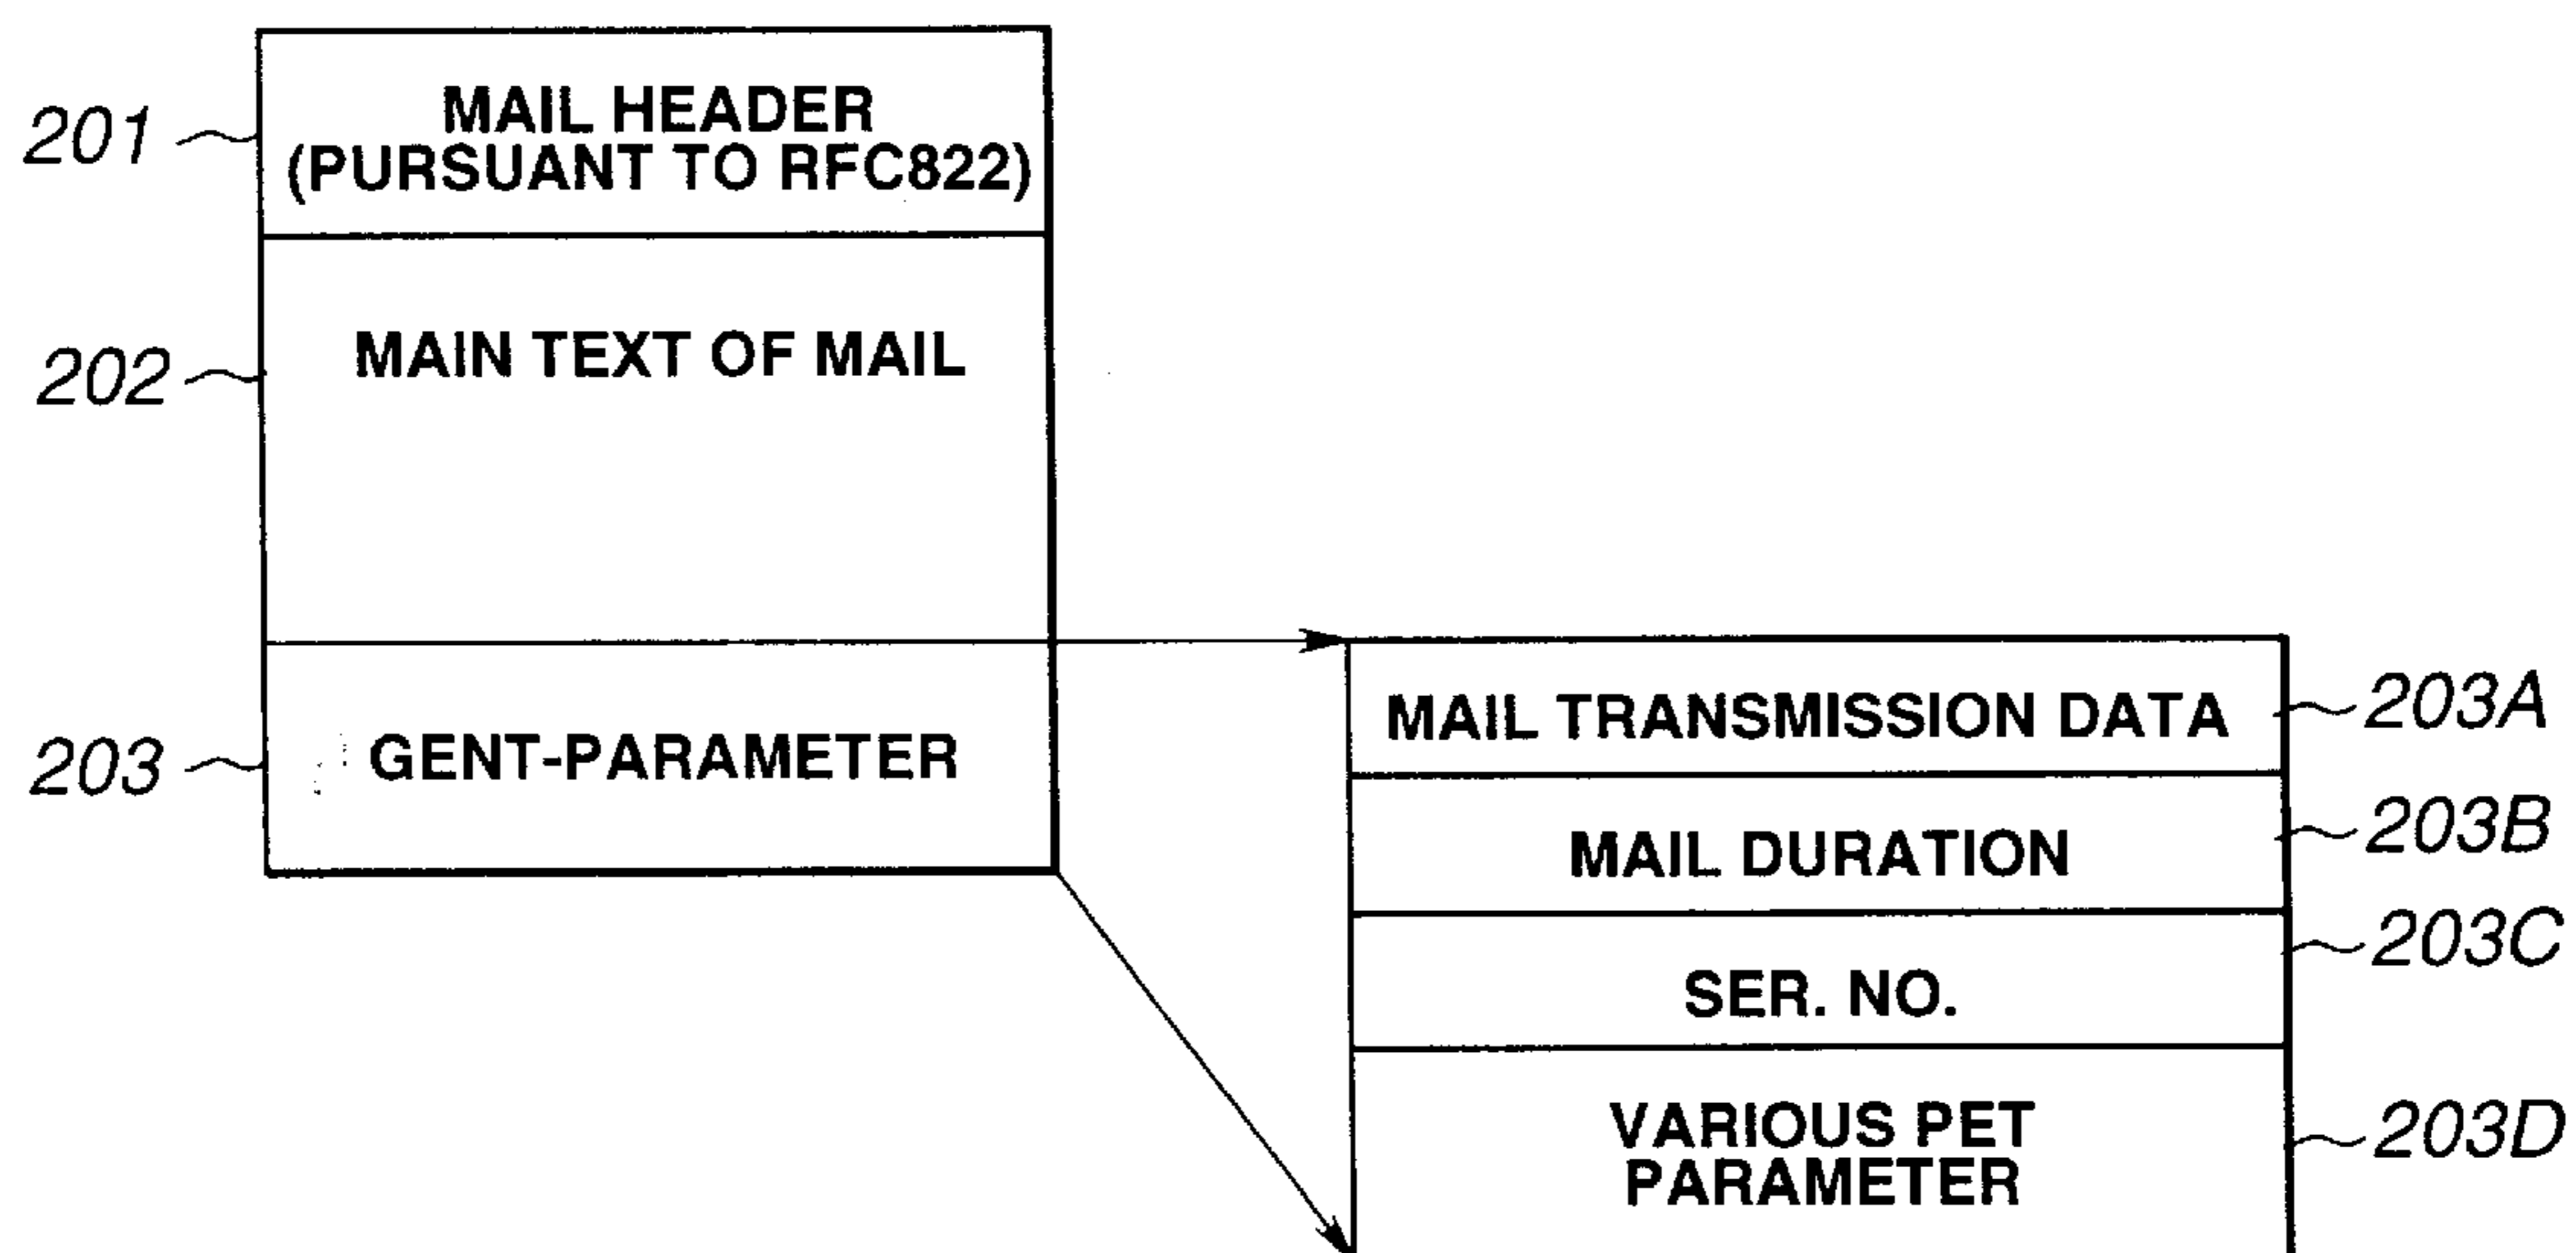 201
MAIL HEADER
(PURSUANT TO RFC822)
202
MAIN TEXT OF MAIL
203
GENT-PARAMETER
MAIL TRANSMISSION DATA
203A
MAIL DURATION
203B
SER. NO.
203C
VARIOUS PET
PARAMETER
203D